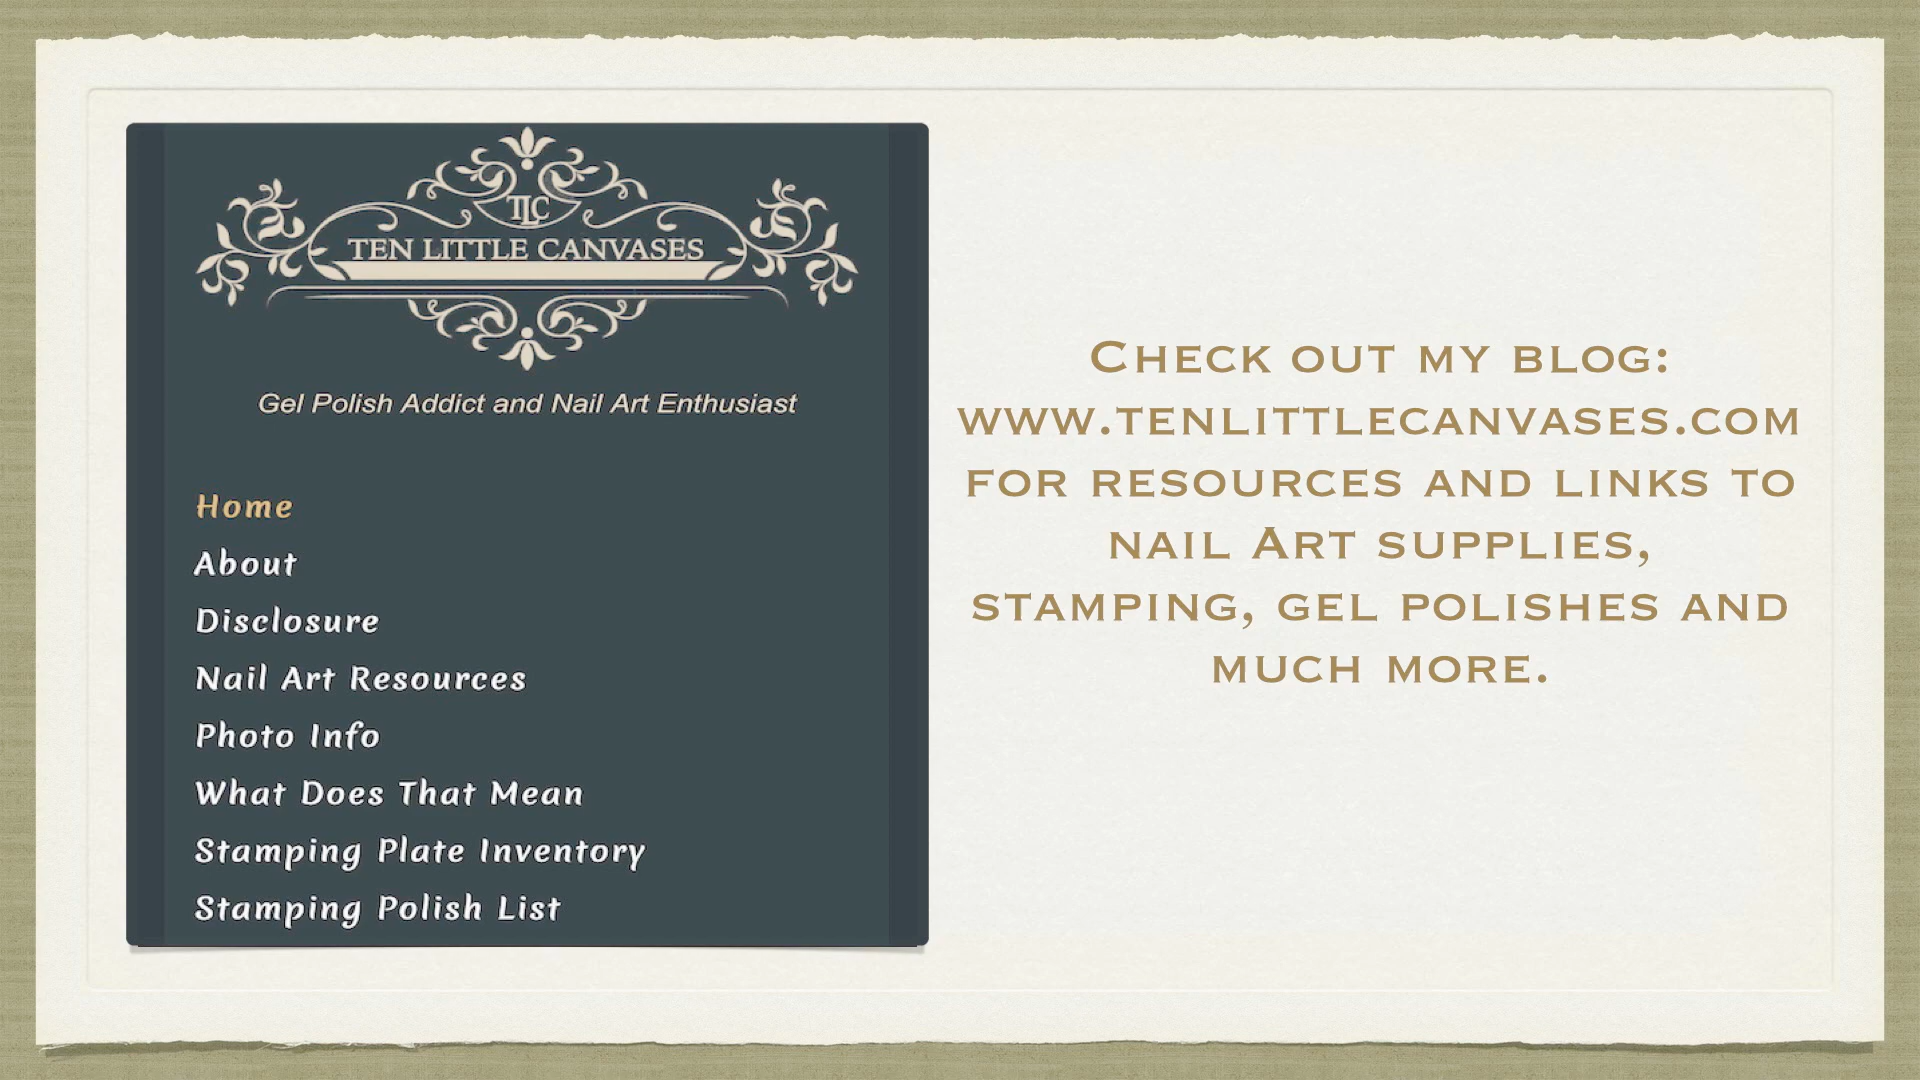 TLC
TEN LITTLE CANVASES
Gel Polish Addict and Nail Art Enthusiast
Home
About
Disclosure
Nail Art Resources
Photo Info
What Does That Mean
Stamping Plate Inventory
Stamping Polish List
Check out my blog:
www.tenlittlecanvases.com
for resources and links to
nail Art supplies,
stamping, gel polishes and
much more.